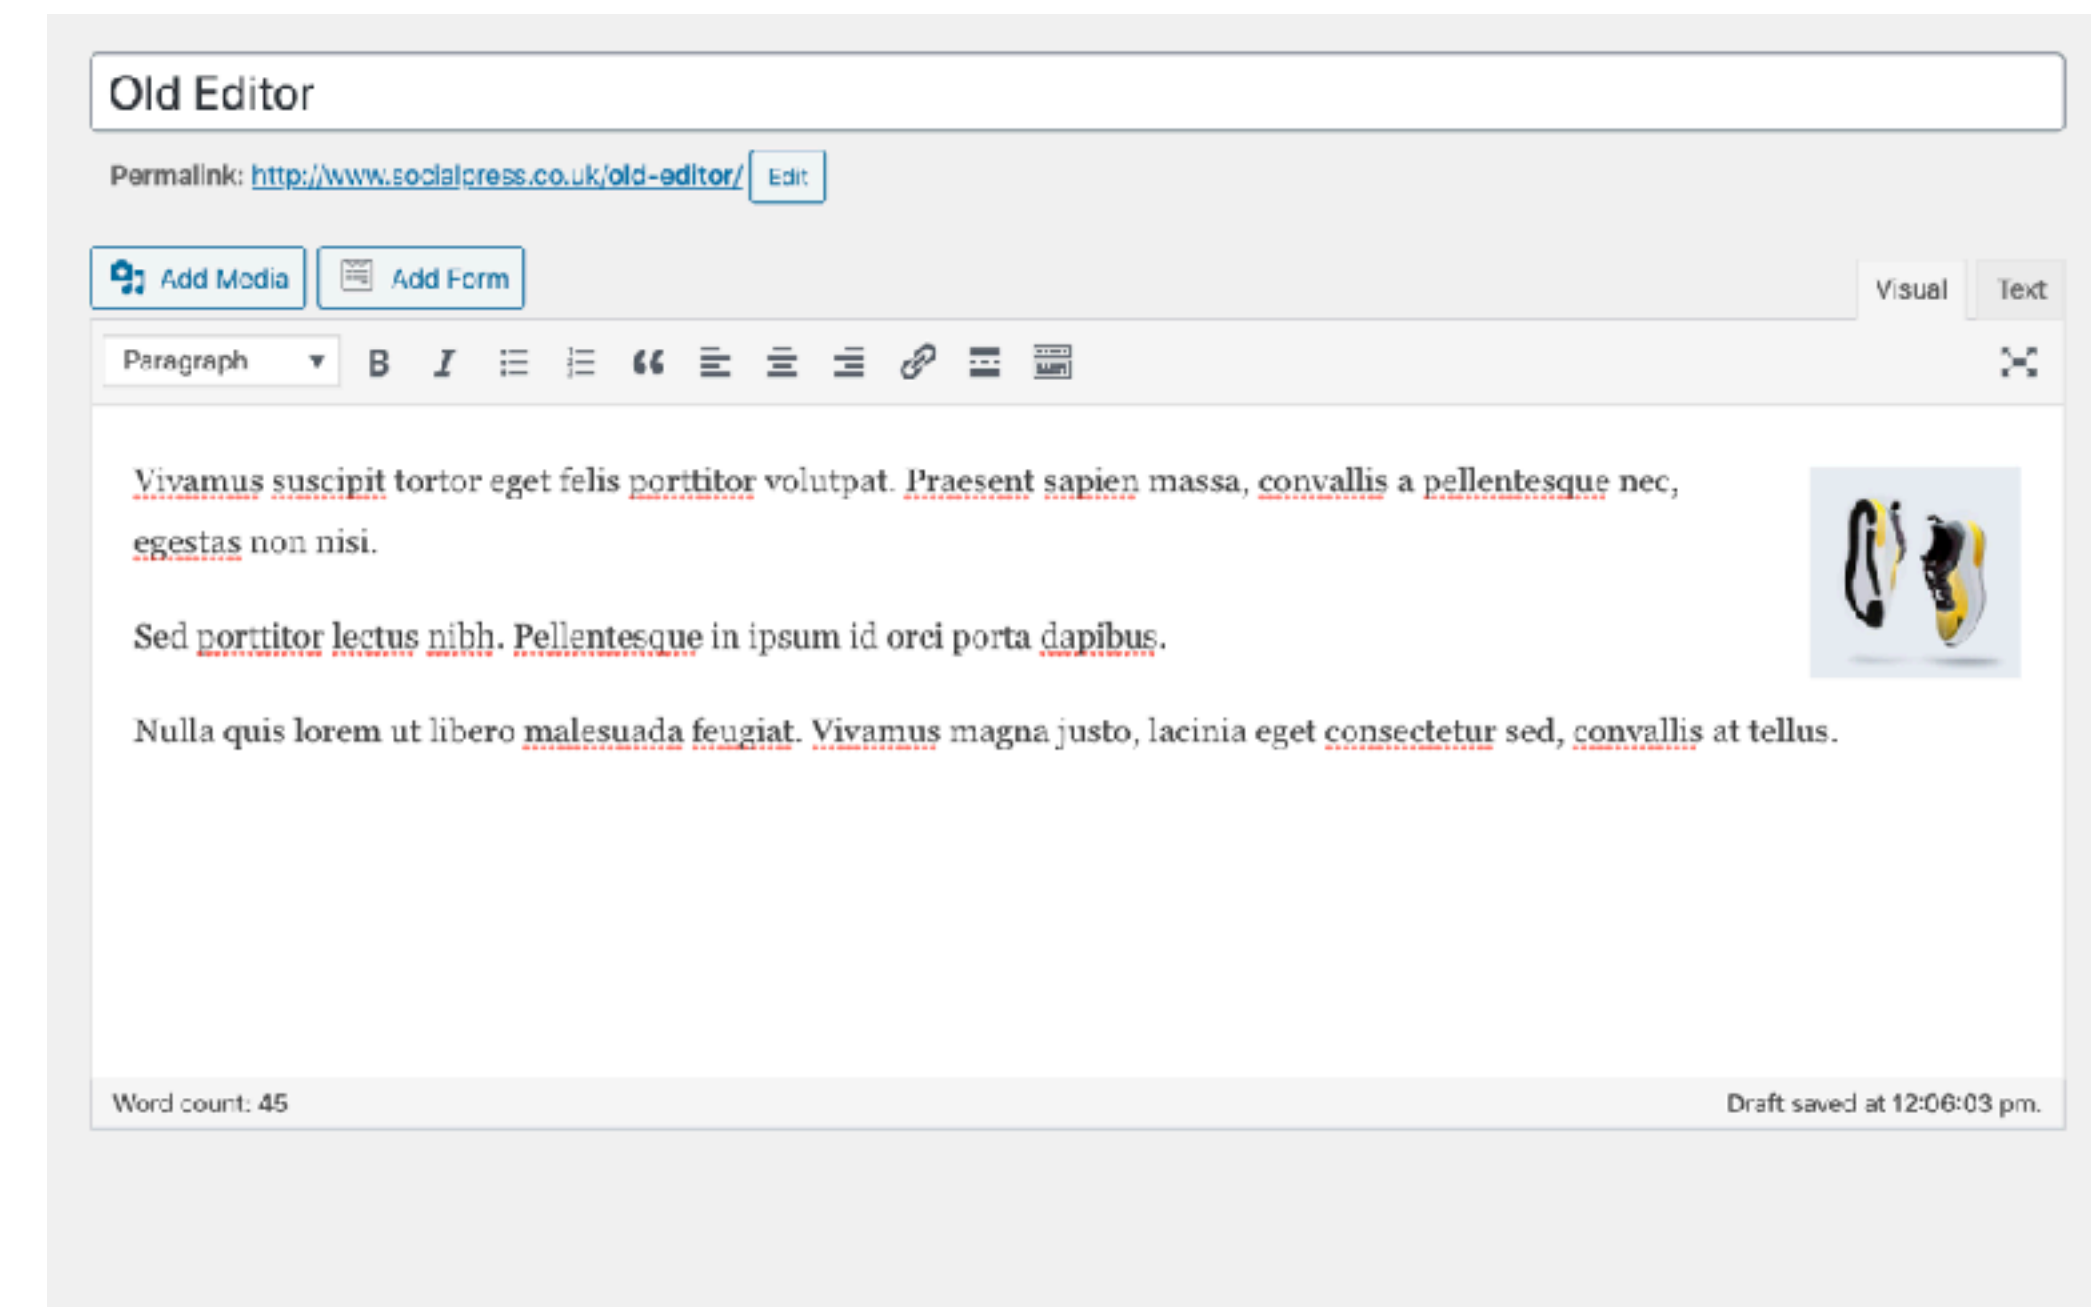 Old Editor
Permalink: http://www.socialpress.co.uk/old-editor/ Edit
Add Media Add Form
Visual Text
Paragraph
Vivamus suscipit tortor eget felis porttitor volutpat. Praesent sapien massa, convallis a pellentesque nec,
egestas non nisi.
Sed porttitor lectus nibh. Pellentesque in ipsum id orci porta dapibus.
Nulla quis lorem ut libero malesuada feugiat. Vivamus magna justo, lacinia eget consectetur sed, convallis at tellus.
Word count: 45
Draft saved at 12:06:03 pm.